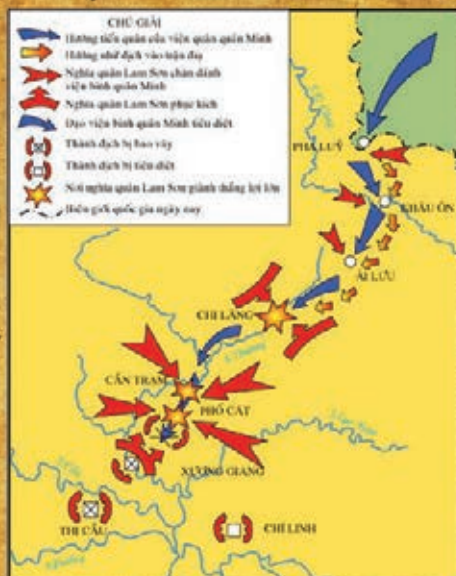 CHÚ GIẢI
Hướng tiến quân của viện quân quân Minh
Hướng nhử địch vào trận địa
Nghĩa quân Lam Sơn chặn đánh
viện binh quân Minh
Nghĩa quân Lam Sơn phục kích
Đạo viện binh quân Minh tiêu diệt
Thành địch bị bao vây
Thành địch bị tiêu diệt
Nơi nghĩa quân Lam Sơn giành thắng lợi lớn
Biên giới quốc gia ngày nay
PHA LUỸ
KHÂU ÔN
ẢI LƯU
CHI LĂNG
S.Thương
CẦN TRẠM
PHỐ CÁT
XƯƠNG GIANG
THỊ CẦU
CHÍ LINH